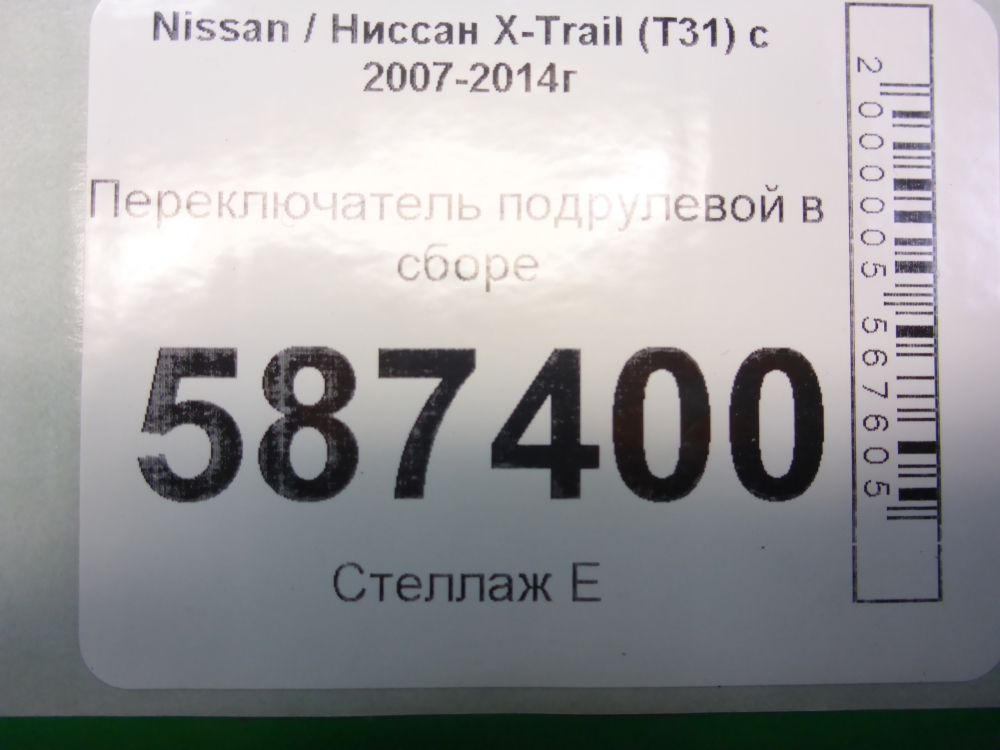 Nissan / Ниссан X-Trail (T31) с
2007-2014г
Переключатель подрулевой в
сборе
587400
Стеллаж Е
2000005567605